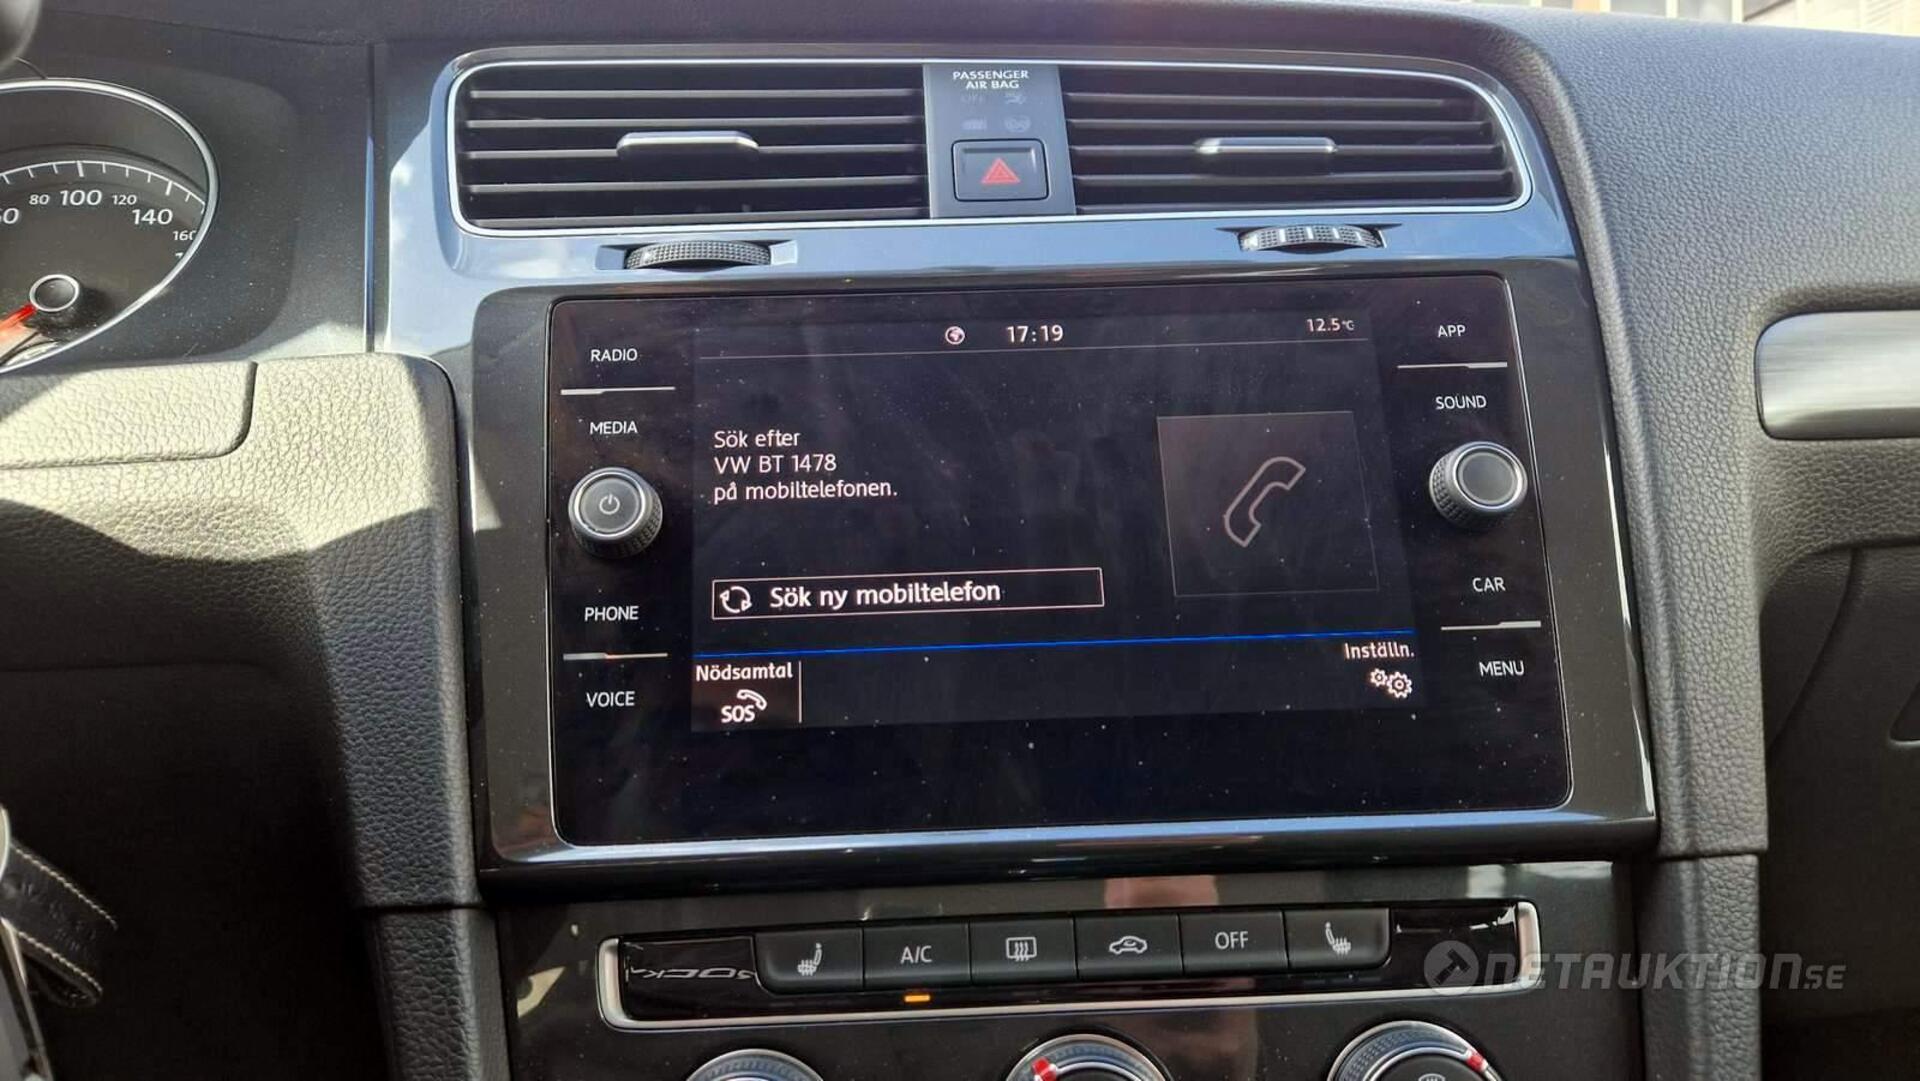 PASSENGER
AIR BAG
80 100 120
140
160
RADIO
MEDIA
PHONE
VOICE
17:19
12.5°C
Sök efter
VW BT 1478
på mobiltelefonen.
Sök ny mobiltelefon
Nödsamtal
SOS
Inställn.
APP
SOUND
CAR
MENU
A/C
OFF
NETAUKTION.SE